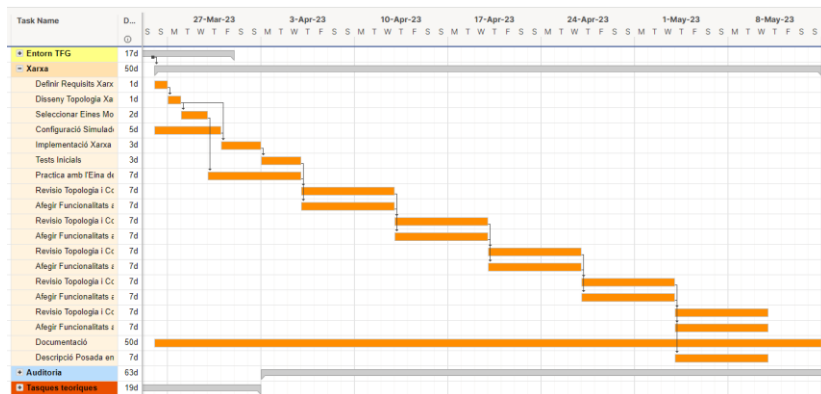 Task Name D... 27-Mar-23 3-Apr-23 10-Apr-23 17-Apr-23 24-Apr-23 1-May-23 8-May-23
S S M T W T F S S M T W T F S S M T W T F S S M T W T F S S M T W T F S S M T W T F S S M T W T F S S
Entorn TFG 17d
Xarxa 50d
Definir Requisits Xarx 1d
Disseny Topologia Xa 1d
Seleccionar Eines Mo 2d
Configuració Simulad 5d
Implementació Xarxa 3d
Tests Inicials 3d
Practica amb l'Eina de 7d
Revisio Topologia i Cc 7d
Afegir Funcionalitats a 7d
Revisio Topologia i Cc 7d
Afegir Funcionalitats a 7d
Revisio Topologia i Cc 7d
Afegir Funcionalitats a 7d
Revisio Topologia i Cc 7d
Afegir Funcionalitats a 7d
Revisio Topologia i Cc 7d
Afegir Funcionalitats a 7d
Documentació 50d
Descripció Posada en 7d
Auditoria 63d
Tasques teoriques 19d